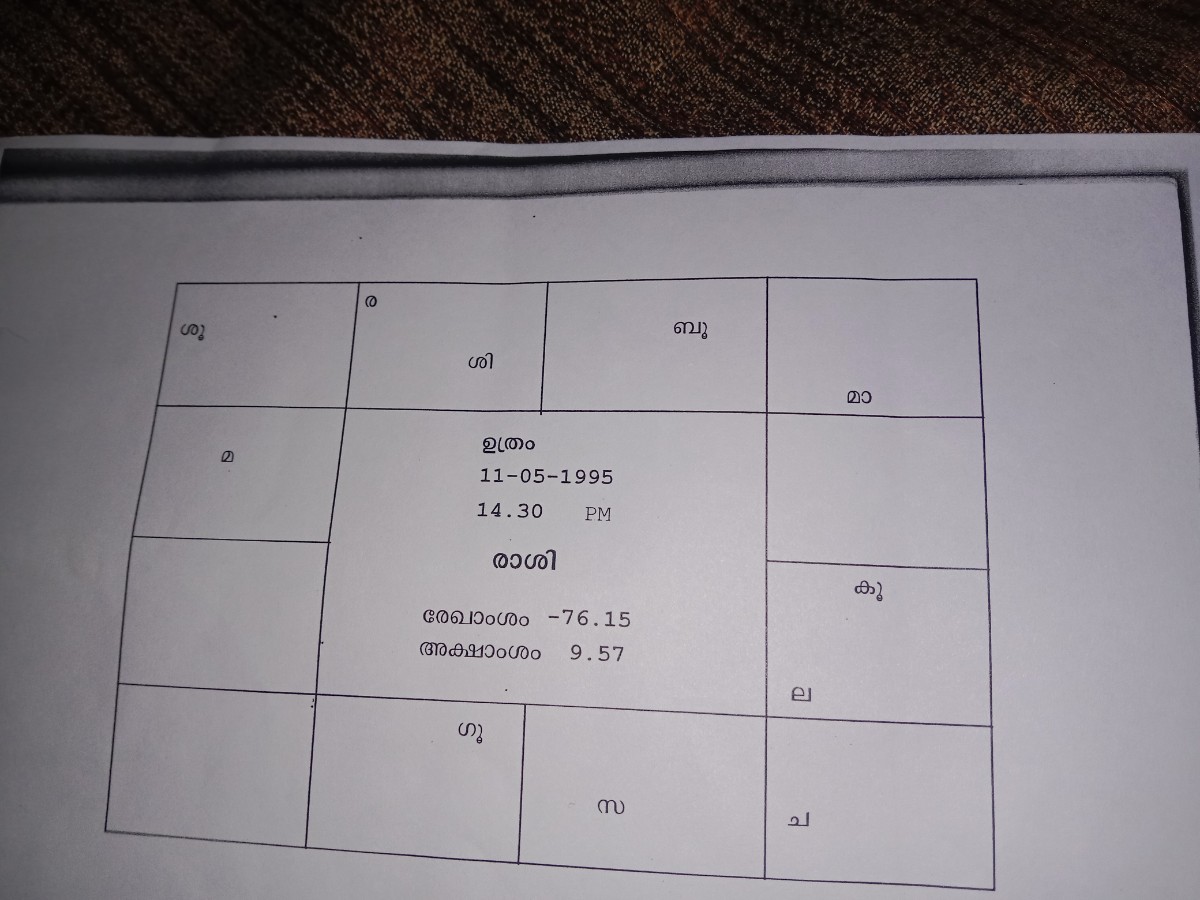 ശു
ര
ശി
ബു
മാ
മ
ഉത്രം
11-05-1995
14.30 PM
രാശി
രേഖാംശം -76.15
അക്ഷാംശം 9.57
കു
ല
ഗു
സ
ച